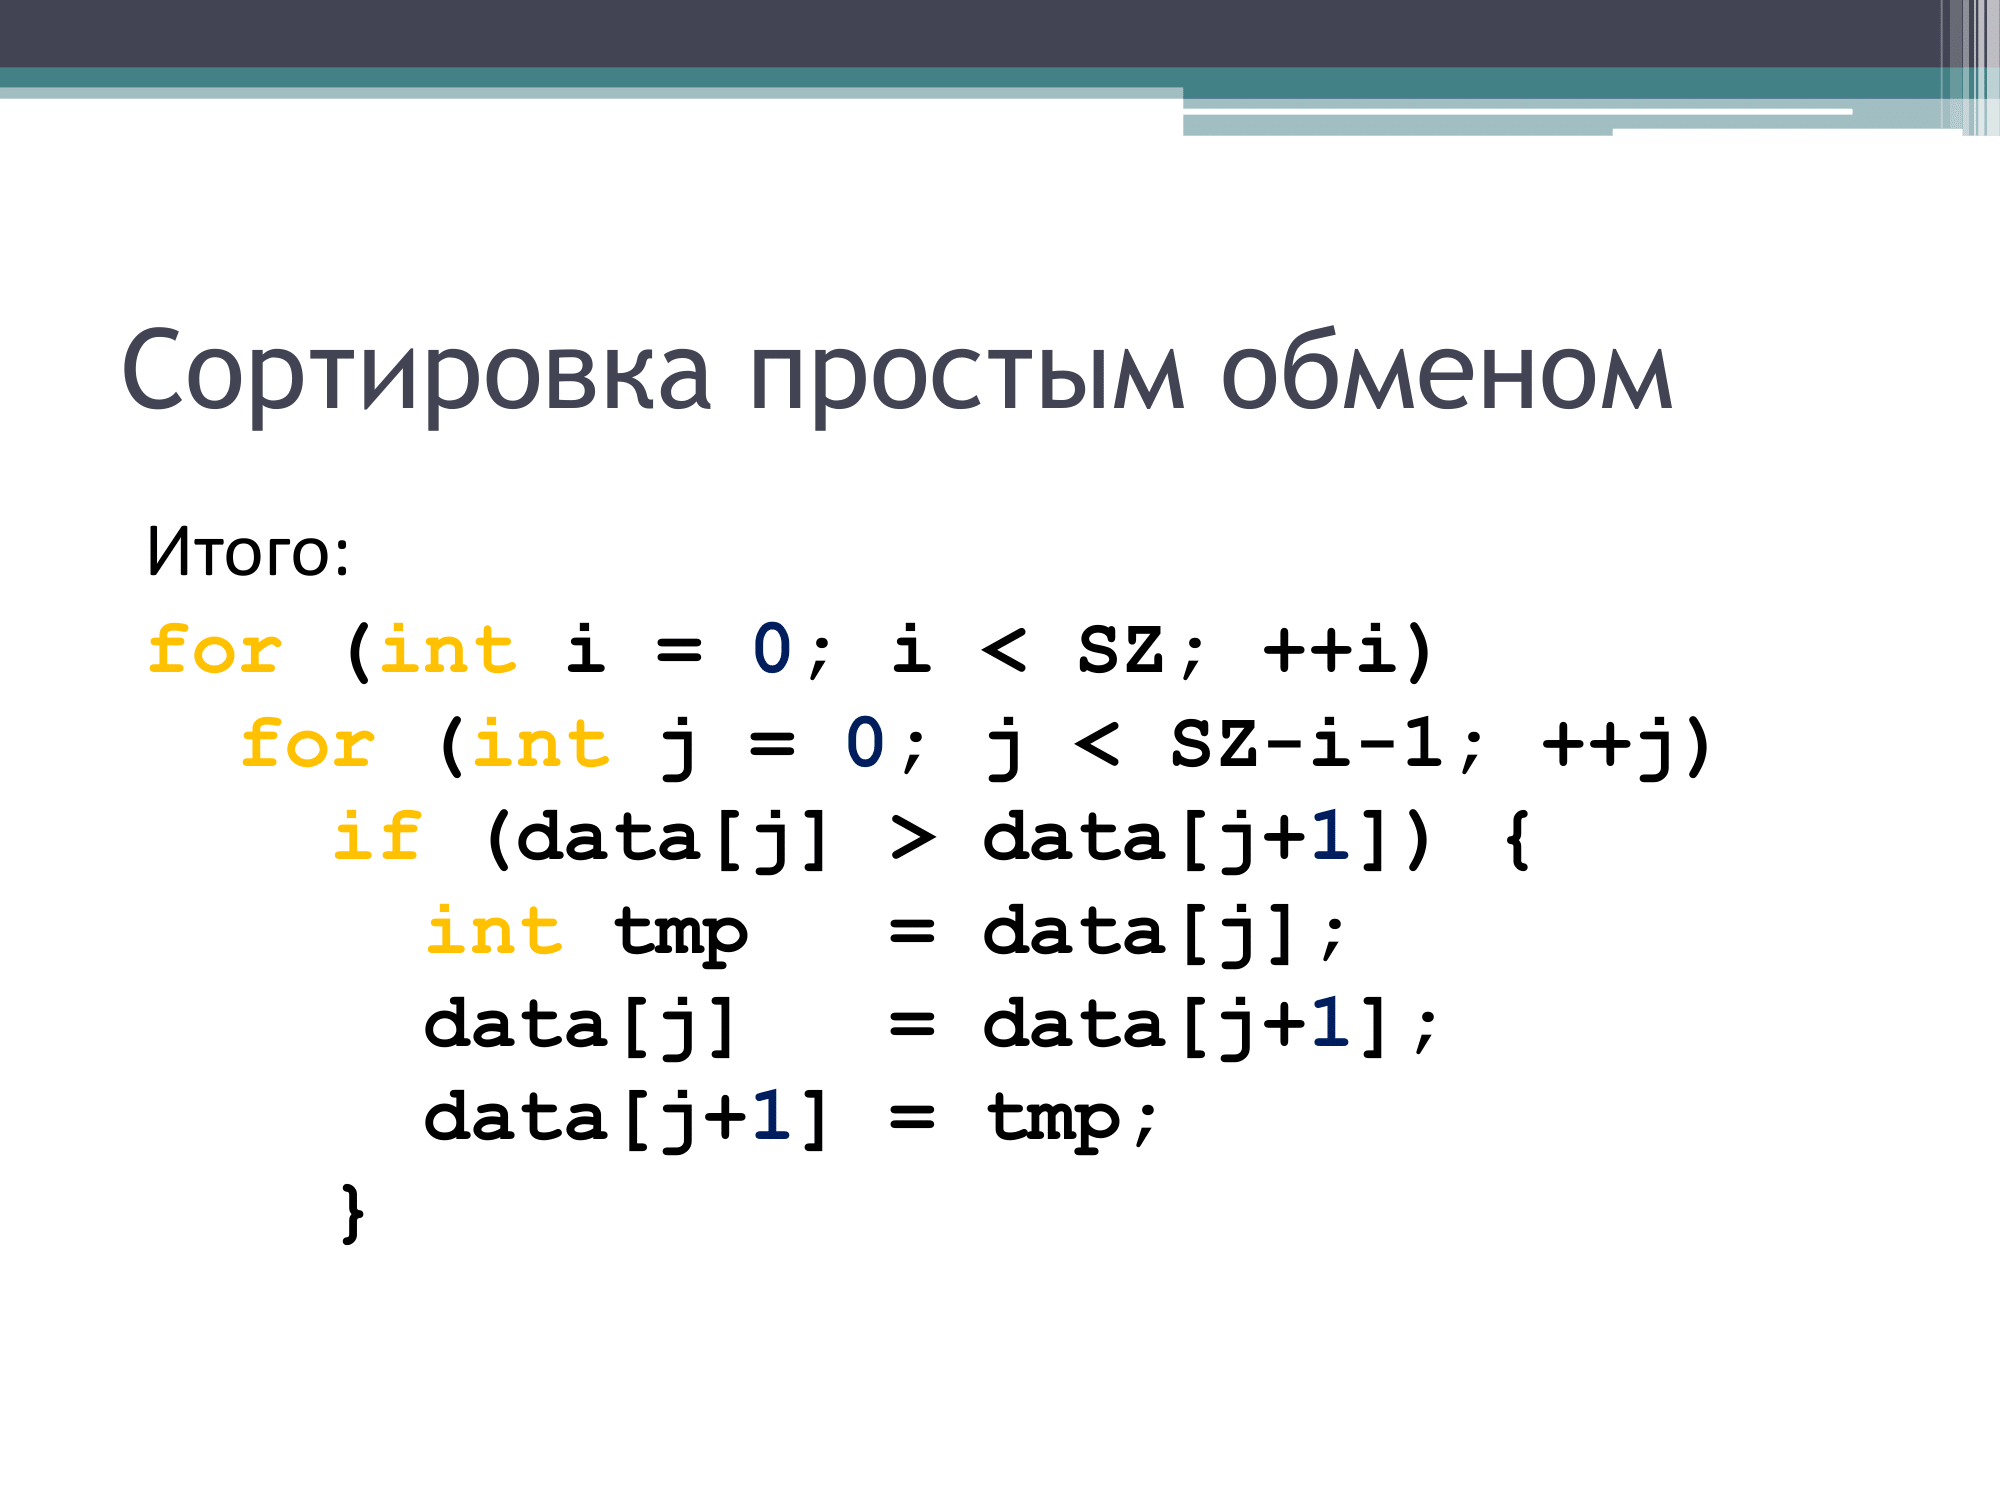 Сортировка простым обменом
Итого:
for (int i = 0; i < SZ; ++i)
  for (int j = 0; j < SZ-i-1; ++j)
    if (data[j] > data[j+1]) {
      int tmp   = data[j];
      data[j]   = data[j+1];
      data[j+1] = tmp;
    }